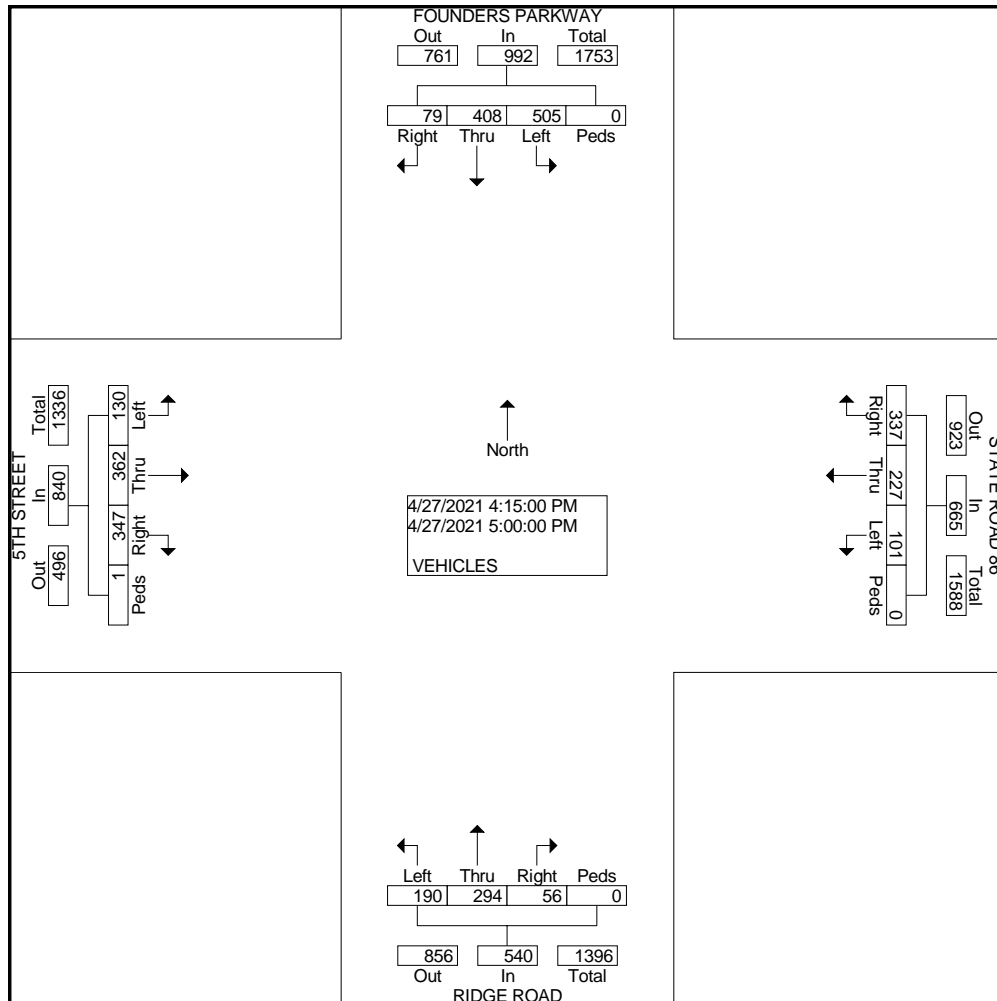 FOUNDERS PARKWAY
Out In Total
761 992 1753
79 408 505 0
Right Thru Left Peds
5TH STREET
Total In Out
1336 840 496
130 362 347 1
Left Thru Right Peds
North
4/27/2021 4:15:00 PM
4/27/2021 5:00:00 PM
VEHICLES
Right Thru Left Peds
337 227 101 0
923 665 1588
Out In Total
STATE ROAD 86
Left Thru Right Peds
190 294 56 0
856 540 1396
Out In Total
RIDGE ROAD